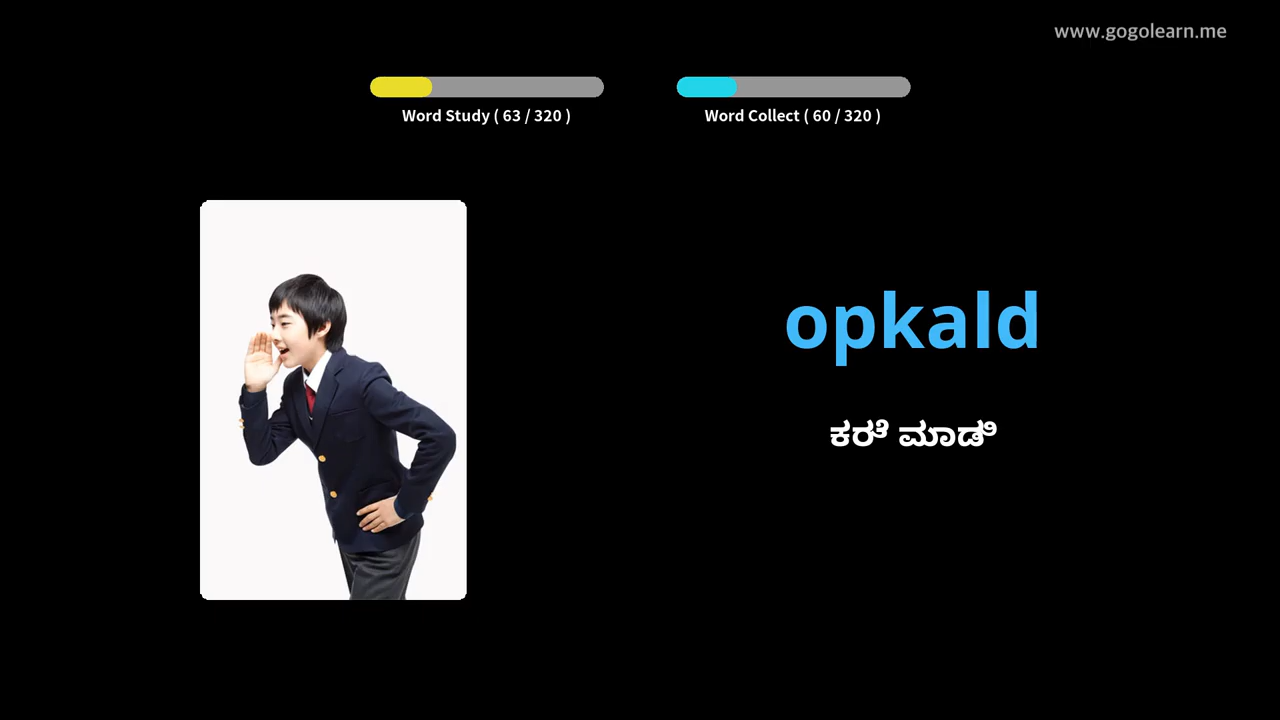 www.gogolearn.me
Word Study ( 63 / 320 )
Word Collect ( 60 / 320 )
opkald
ಕರೆ ಮಾಡಿ